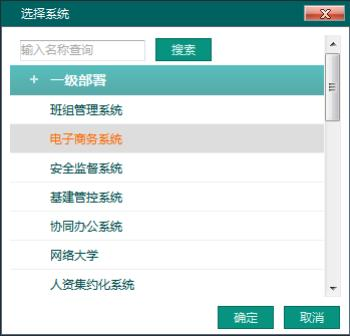 选择系统
输入名称查询 搜索
+ 一级部署
班组管理系统
电子商务系统
安全监督系统
基建管控系统
协同办公系统
网络大学
人资集约化系统
确定 取消